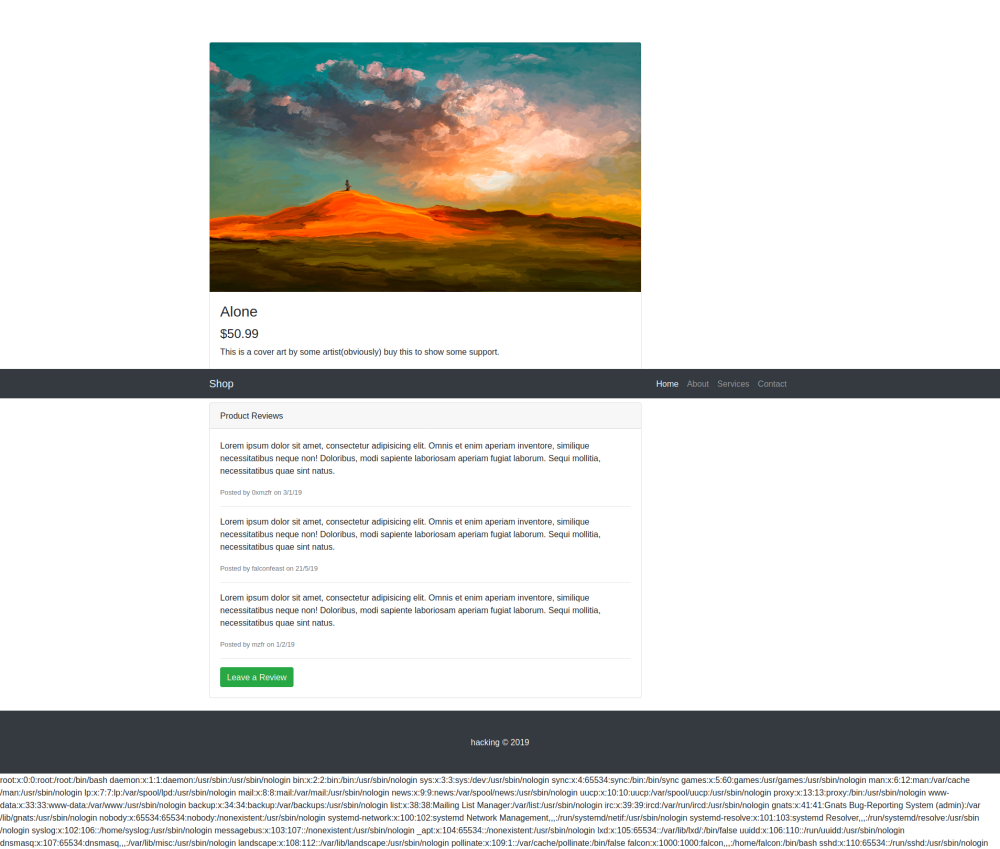 Alone
$50.99
This is a cover art by some artist(obviously) buy this to show some support.
Shop Home About Services Contact
Product Reviews
Lorem ipsum dolor sit amet, consectetur adipisicing elit. Omnis et enim aperiam inventore, similique
necessitatibus neque non! Doloribus, modi sapiente laboriosam aperiam fugiat laborum. Sequi mollitia,
necessitatibus quae sint natus.
Posted by 0xmzfr on 3/1/19
Lorem ipsum dolor sit amet, consectetur adipisicing elit. Omnis et enim aperiam inventore, similique
necessitatibus neque non! Doloribus, modi sapiente laboriosam aperiam fugiat laborum. Sequi mollitia,
necessitatibus quae sint natus.
Posted by falconfeast on 21/5/19
Lorem ipsum dolor sit amet, consectetur adipisicing elit. Omnis et enim aperiam inventore, similique
necessitatibus neque non! Doloribus, modi sapiente laboriosam aperiam fugiat laborum. Sequi mollitia,
necessitatibus quae sint natus.
Posted by mzfr on 1/2/19
Leave a Review
hacking © 2019
root:x:0:0:root:/root:/bin/bash daemon:x:1:1:daemon:/usr/sbin:/usr/sbin/nologin bin:x:2:2:bin:/bin:/usr/sbin/nologin sys:x:3:3:sys:/dev:/usr/sbin/nologin sync:x:4:65534:sync:/bin:/bin/sync games:x:5:60:games:/usr/games:/usr/sbin/nologin man:x:6:12:man:/var/cache
/man:/usr/sbin/nologin lp:x:7:7:lp:/var/spool/lpd:/usr/sbin/nologin mail:x:8:8:mail:/var/mail:/usr/sbin/nologin news:x:9:9:news:/var/spool/news:/usr/sbin/nologin uucp:x:10:10:uucp:/var/spool/uucp:/usr/sbin/nologin proxy:x:13:13:proxy:/bin:/usr/sbin/nologin www-
data:x:33:33:www-data:/var/www:/usr/sbin/nologin backup:x:34:34:backup:/var/backups:/usr/sbin/nologin list:x:38:38:Mailing List Manager:/var/list:/usr/sbin/nologin irc:x:39:39:ircd:/var/run/ircd:/usr/sbin/nologin gnats:x:41:41:Gnats Bug-Reporting System (admin):/var
/lib/gnats:/usr/sbin/nologin nobody:x:65534:65534:nobody:/nonexistent:/usr/sbin/nologin systemd-network:x:100:102:systemd Network Management,,,:/run/systemd/netif:/usr/sbin/nologin systemd-resolve:x:101:103:systemd Resolver,,,:/run/systemd/resolve:/usr/sbin
/nologin syslog:x:102:106::/home/syslog:/usr/sbin/nologin messagebus:x:103:107::/nonexistent:/usr/sbin/nologin _apt:x:104:65534::/nonexistent:/usr/sbin/nologin lxd:x:105:65534::/var/lib/lxd/:/bin/false uuidd:x:106:110::/run/uuidd:/usr/sbin/nologin
dnsmasq:x:107:65534:dnsmasq,,,:/var/lib/misc:/usr/sbin/nologin landscape:x:108:112::/var/lib/landscape:/usr/sbin/nologin pollinate:x:109:1::/var/cache/pollinate:/bin/false falcon:x:1000:1000:falcon,,,:/home/falcon:/bin/bash sshd:x:110:65534::/run/sshd:/usr/sbin/nologin